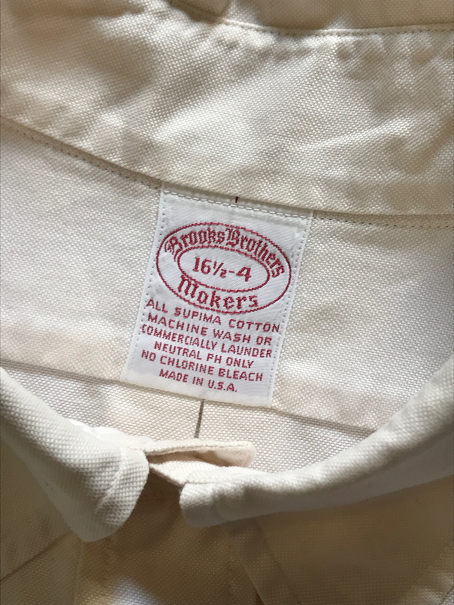 Brooks Brothers
16½-4
Makers
ALL SUPIMA COTTON
MACHINE WASH OR
COMMERCIALLY LAUNDER
NEUTRAL PH ONLY
NO CHLORINE BLEACH
MADE IN U.S.A.